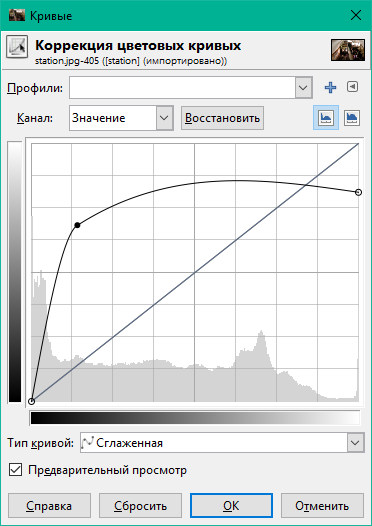 Кривые
Коррекция цветовых кривых
station.jpg-405 ([station] (импортировано))
Профили:
Канал: Значение Восстановить
Тип кривой: Сглаженная
Предварительный просмотр
Справка Сбросить OK Отменить